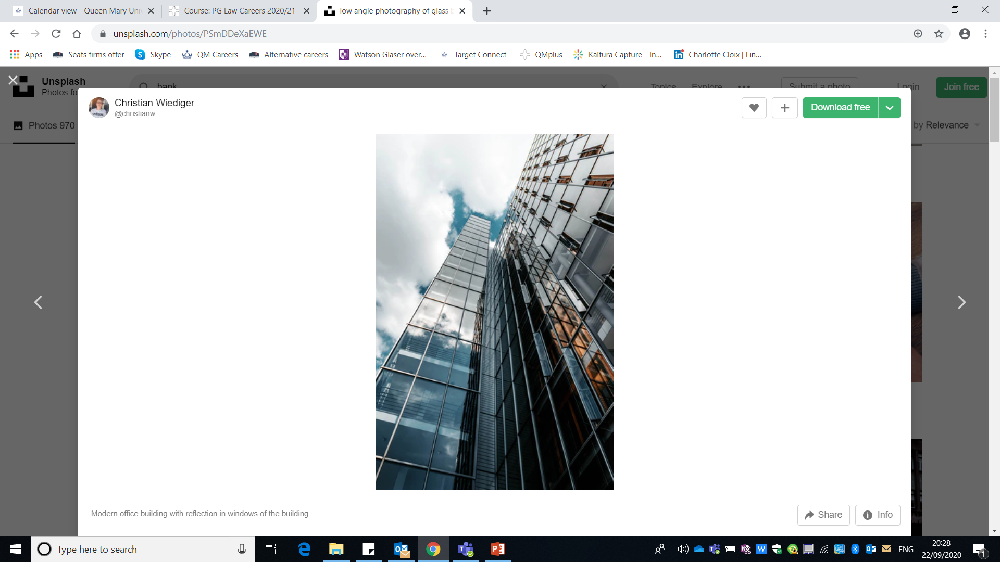 Calendar view - Queen Mary Uni
Course: PG Law Careers 2020/21
low angle photography of glass b
unsplash.com/photos/PSmDDeXaEWE
Apps
Seats firms offer
Skype
QM Careers
Alternative careers
Watson Glaser over...
Target Connect
QMplus
Kaltura Capture - In...
Charlotte Cloix | Lin...
Unsplash
Photos fo
bank
Topics
Explore
Submit a photo
Login
Join free
Christian Wiediger
@christianw
Download free
Photos 970
by Relevance
Modern office building with reflection in windows of the building
Share
Info
Type here to search
ENG
20:28
22/09/2020
1